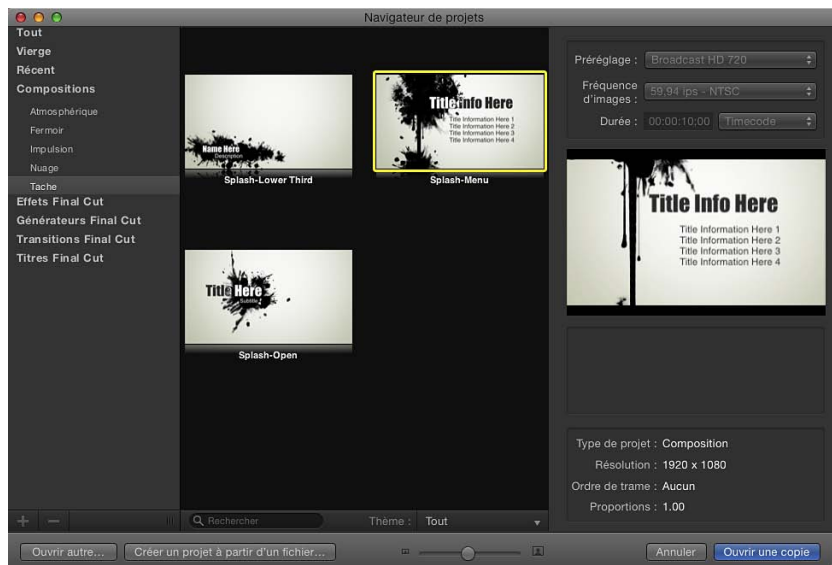 Navigateur de projets
Tout
Vierge
Récent
Compositions
Atmosphérique
Fermoir
Impulsion
Nuage
Tache
Effets Final Cut
Générateurs Final Cut
Transitions Final Cut
Titres Final Cut
Name Here
Description
Splash-Lower Third
Title Info Here
Title Information Here 1
Title Information Here 2
Title Information Here 3
Title Information Here 4
Splash-Menu
Title Here
Subtitle
Splash-Open
Rechercher
Thème : Tout
Préréglage : Broadcast HD 720
Fréquence d'images : 59,94 ips - NTSC
Durée : 00:00:10;00 Timecode
Title Info Here
Title Information Here 1
Title Information Here 2
Title Information Here 3
Title Information Here 4
Type de projet : Composition
Résolution : 1920 x 1080
Ordre de trame : Aucun
Proportions : 1.00
Ouvrir autre...
Créer un projet à partir d'un fichier...
Annuler
Ouvrir une copie